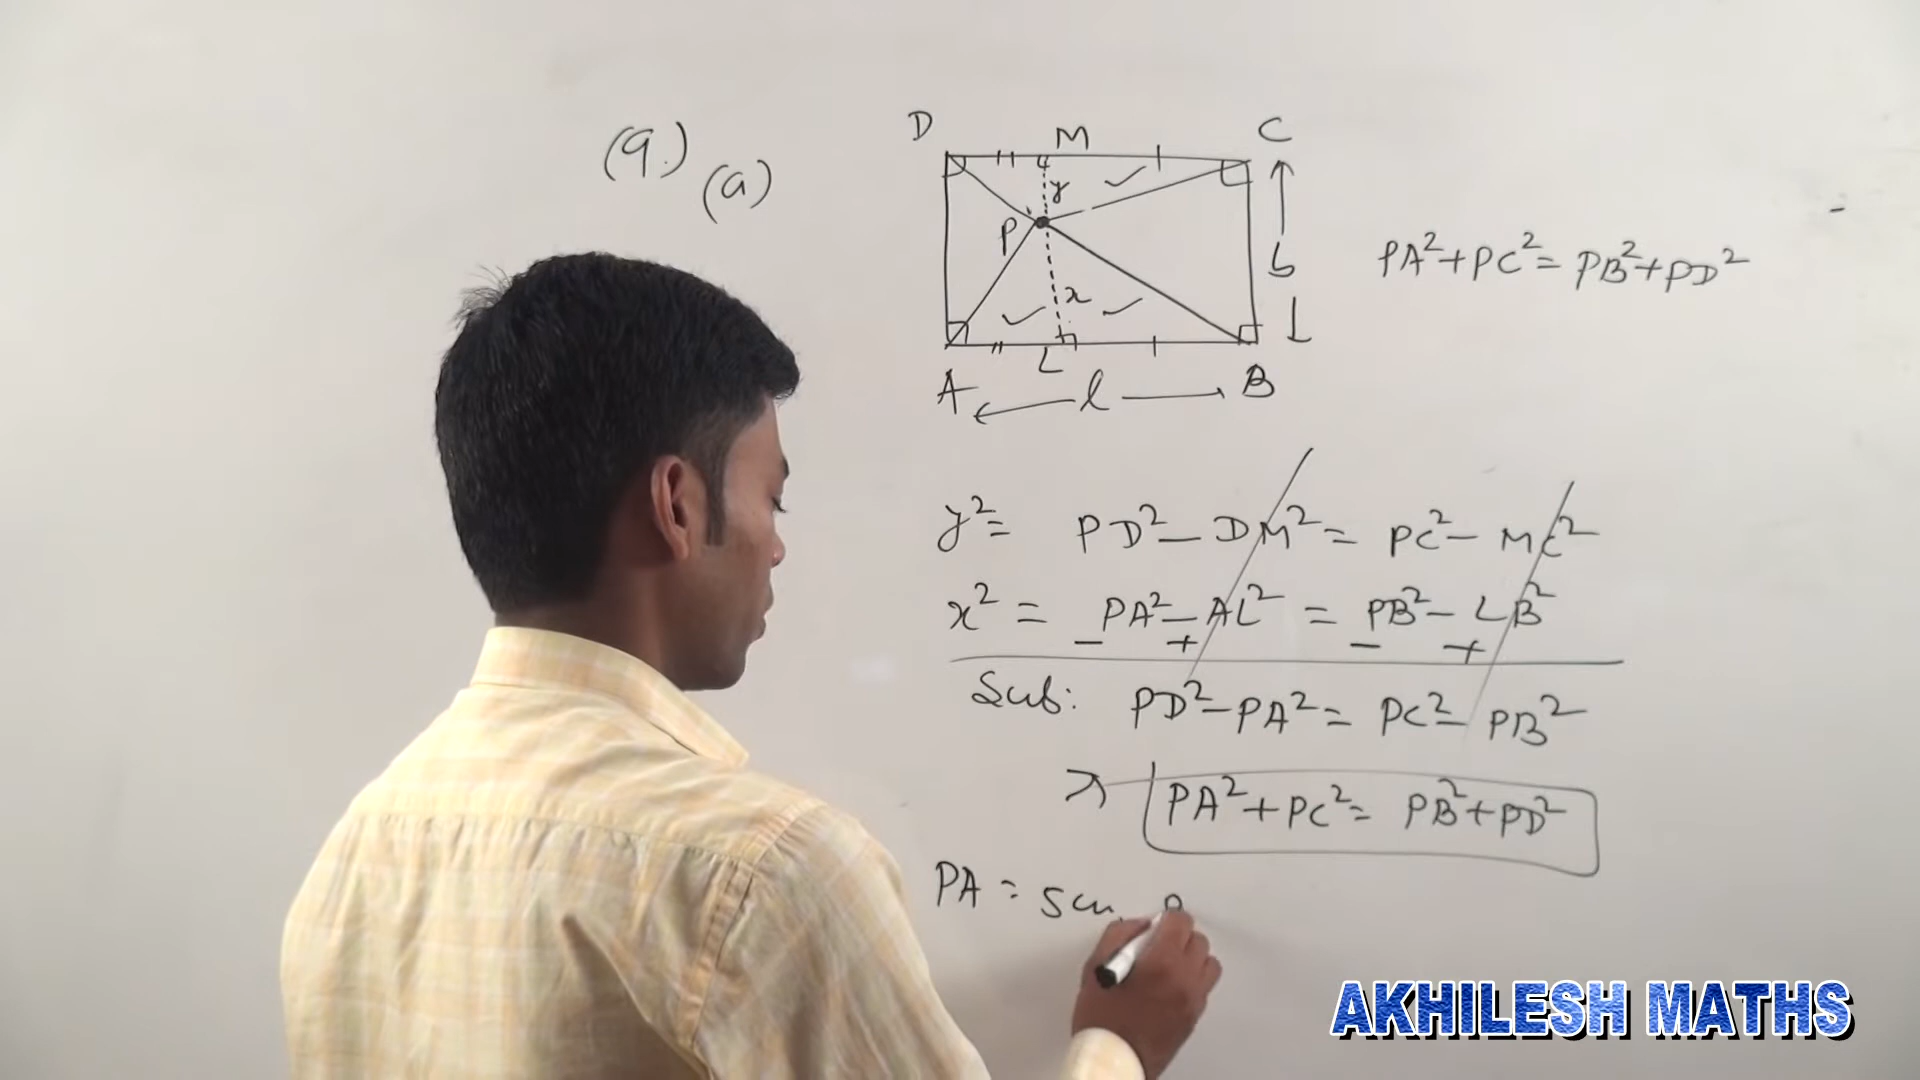 (9.) (a)
D M C
y
P
x
b
L
A l B
PA²+PC²= PB²+PD²
y²= PD²-DM²= PC²- MC²
x² = PA²-AL² = PB²- LB²
- + - +
Sub: PD²-PA²= PC²- PB²
PA²+PC²= PB²+PD²
PA = 5cm,
AKHILESH MATHS